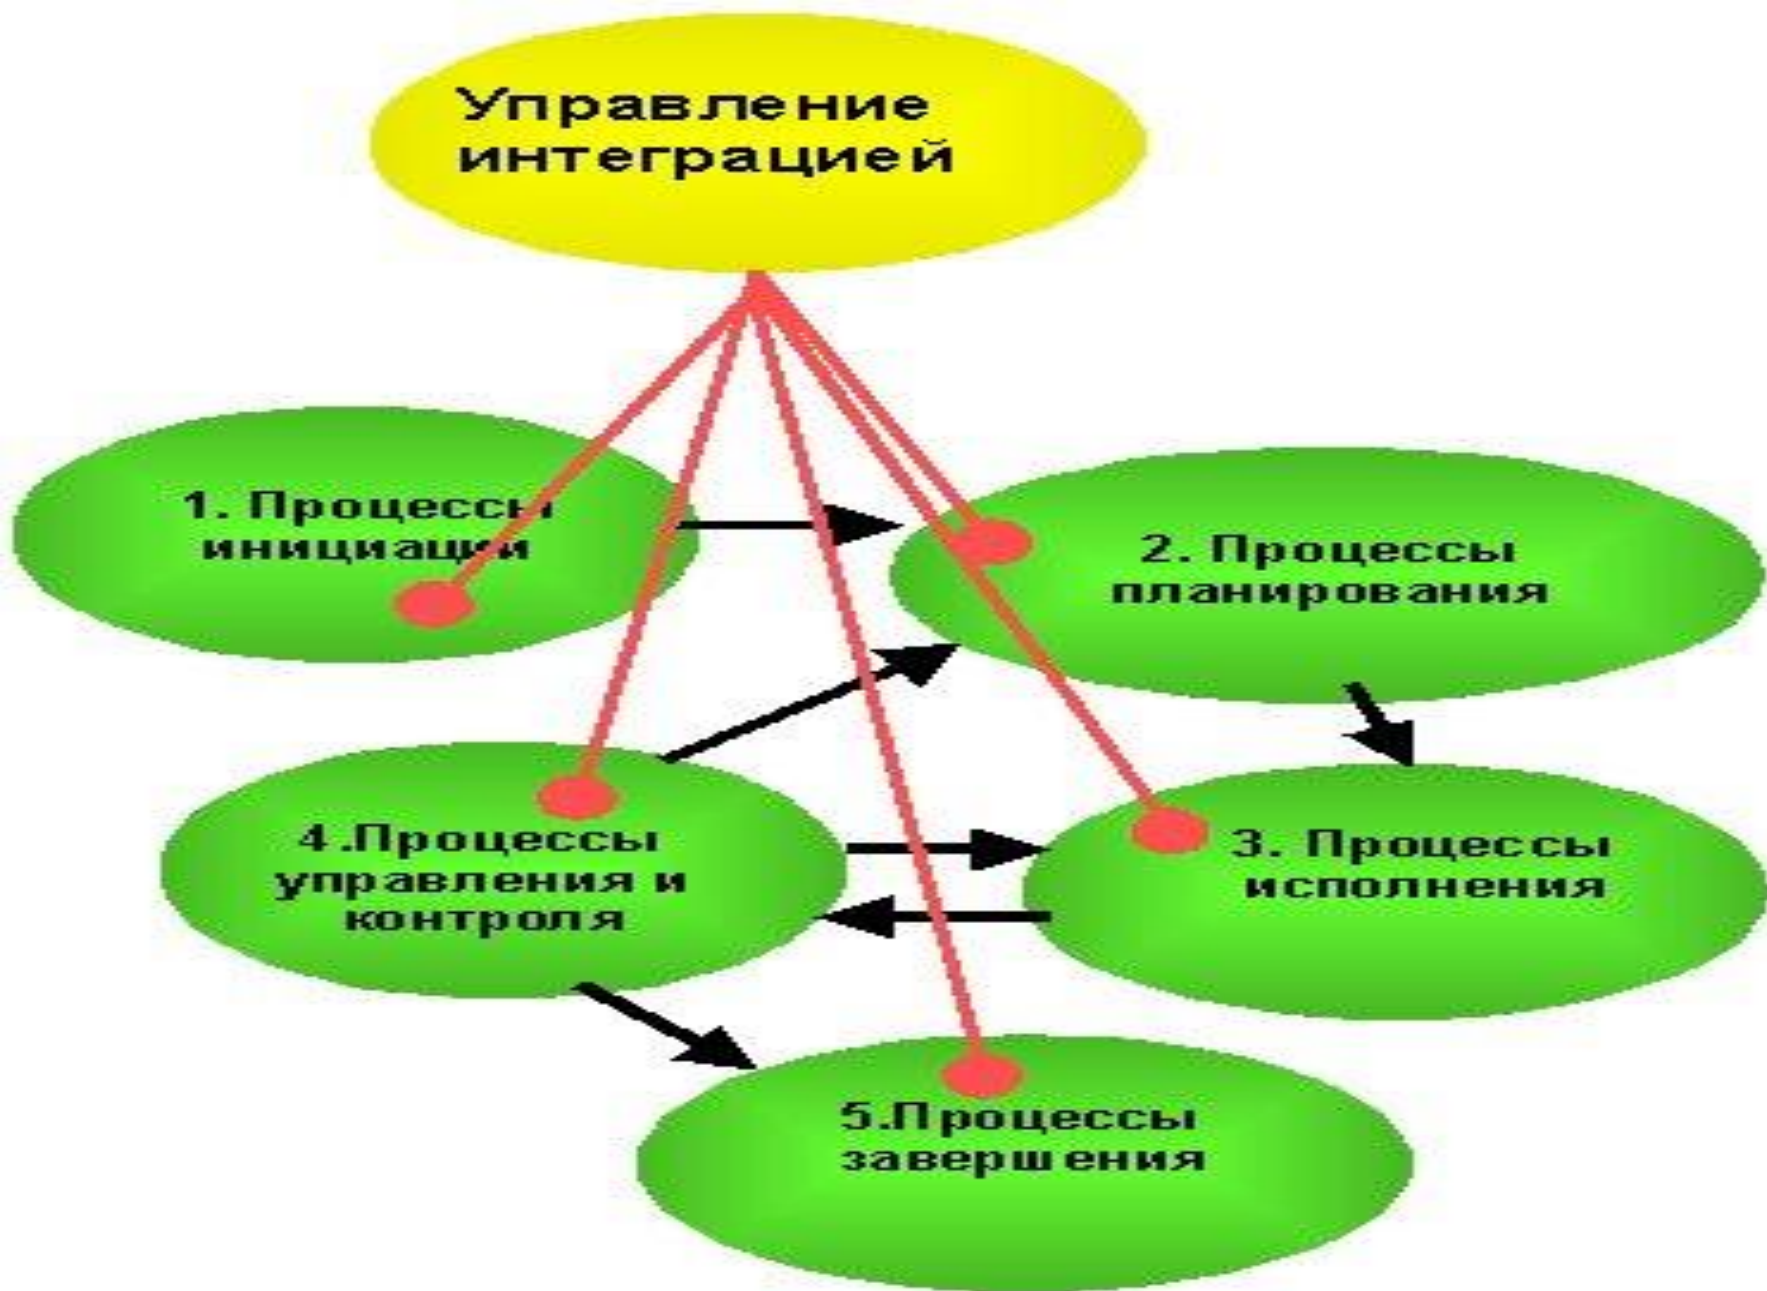 Управление
интеграцией
1. Процессы
инициации
2. Процессы
планирования
4.Процессы
управления и
контроля
3. Процессы
исполнения
5.Процессы
завершения